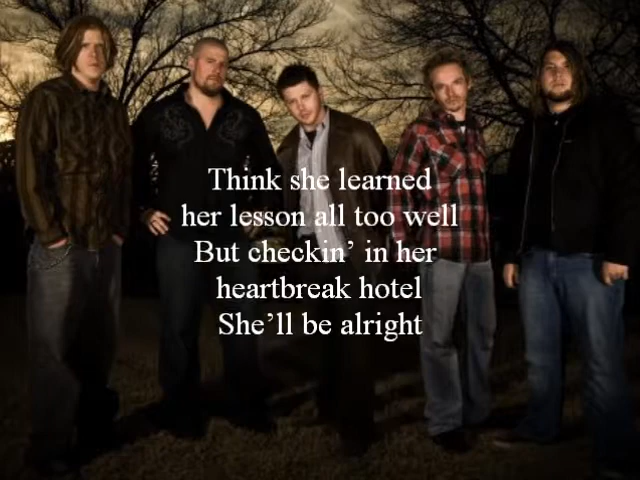 Think she learned
her lesson all too well
But checkin’ in her
heartbreak hotel
She’ll be alright